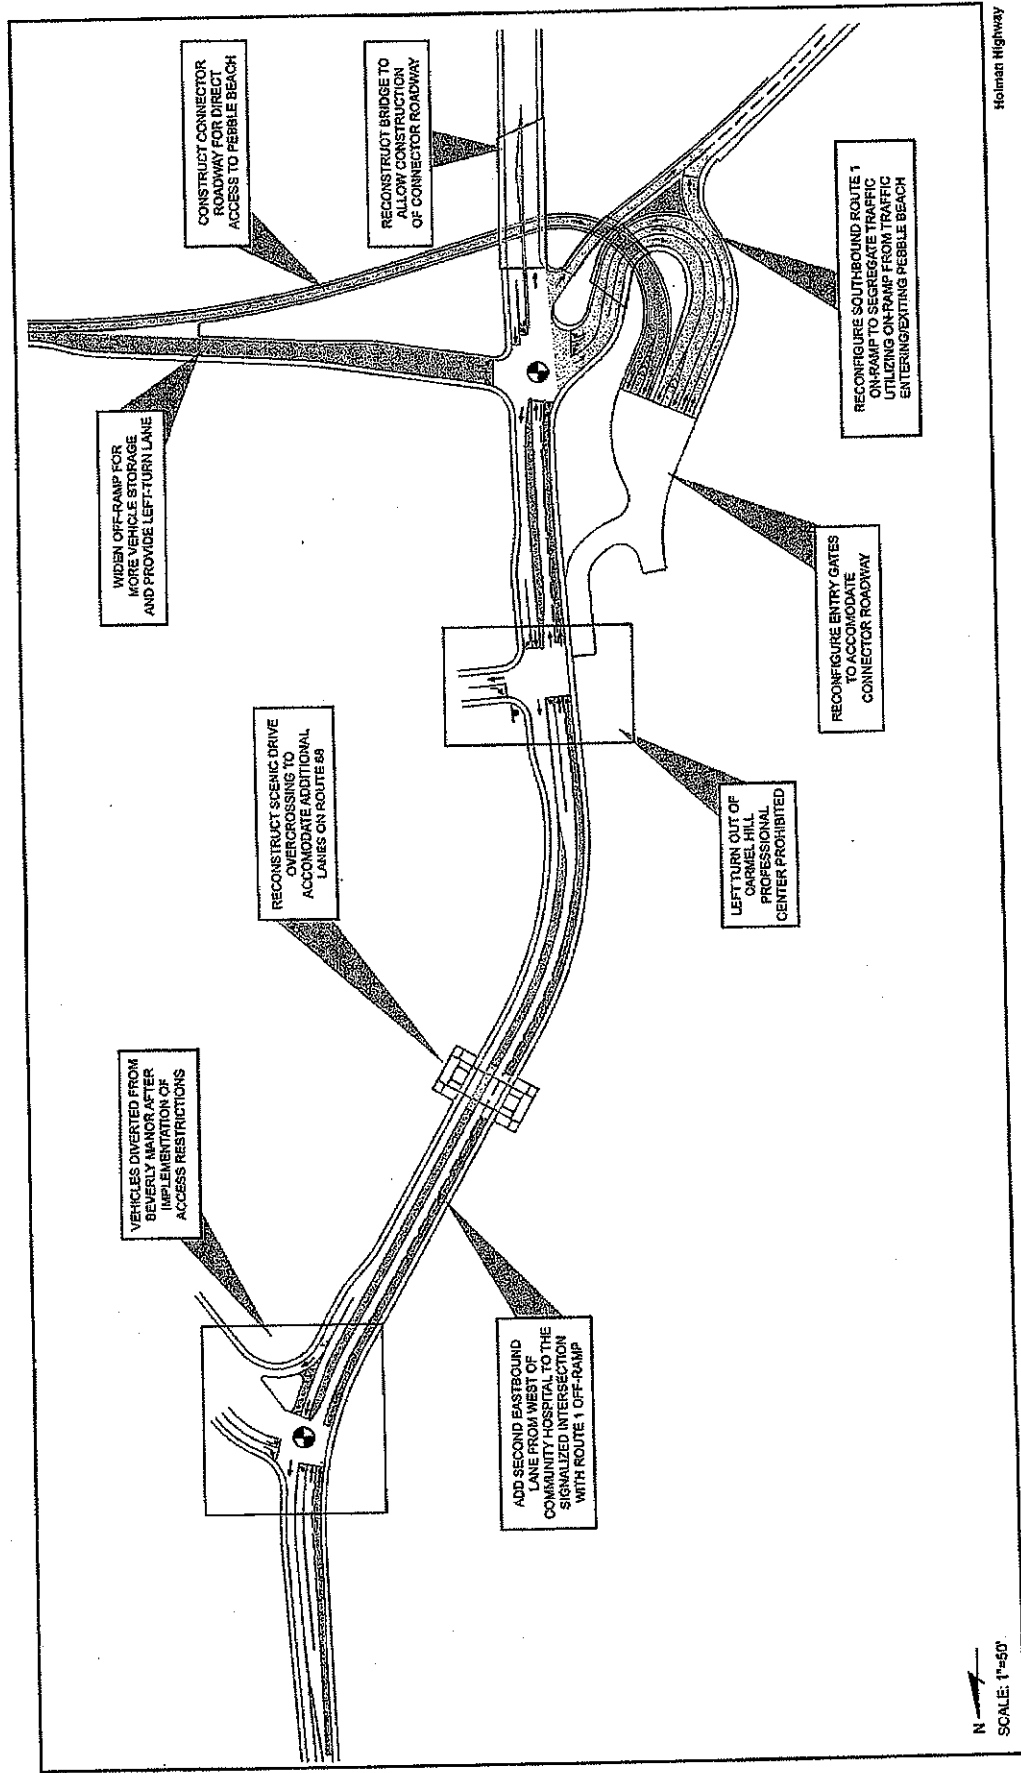 CONSTRUCT CONNECTOR
ROADWAY FOR DIRECT
ACCESS TO PEBBLE BEACH
RECONSTRUCT BRIDGE TO
ALLOW CONSTRUCTION
OF CONNECTOR ROADWAY
WIDEN OFF-RAMP FOR
MORE VEHICLE STORAGE
AND PROVIDE LEFT-TURN LANE
RECONFIGURE SOUTHBOUND ROUTE 1
ON-RAMP TO SEGREGATE TRAFFIC
UTILIZING ON-RAMP FROM TRAFFIC
ENTERING/EXITING PEBBLE BEACH
RECONFIGURE ENTRY GATES
TO ACCOMODATE
CONNECTOR ROADWAY
RECONSTRUCT SCENIC DRIVE
OVERCROSSING TO
ACCOMODATE ADDITIONAL
LANES ON ROUTE 68
LEFT TURN OUT OF
CARMEL HILL
PROFESSIONAL
CENTER PROHIBITED
VEHICLES DIVERTED FROM
BEVERLY MANOR AFTER
IMPLEMENTATION OF
ACCESS RESTRICTIONS
ADD SECOND EASTBOUND
LANE FROM WEST OF
COMMUNITY HOSPITAL TO THE
SIGNALIZED INTERSECTION
WITH ROUTE 1 OFF-RAMP
N
SCALE: 1"=50'
Holman Highway